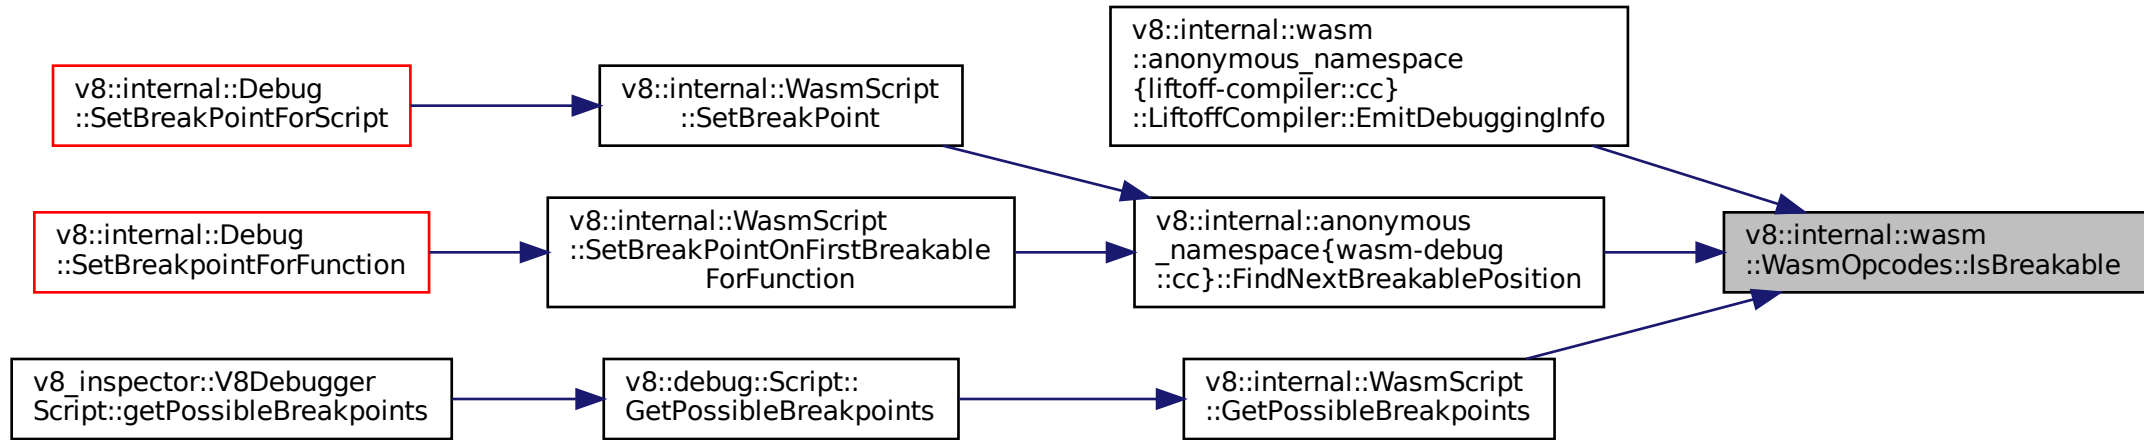 v8::internal::Debug
::SetBreakPointForScript
v8::internal::WasmScript
::SetBreakPoint
v8::internal::wasm
::anonymous_namespace
{liftoff-compiler::cc}
::LiftoffCompiler::EmitDebuggingInfo
v8::internal::Debug
::SetBreakpointForFunction
v8::internal::WasmScript
::SetBreakPointOnFirstBreakable
ForFunction
v8::internal::anonymous
_namespace{wasm-debug
::cc}::FindNextBreakablePosition
v8::internal::wasm
::WasmOpcodes::IsBreakable
v8_inspector::V8Debugger
Script::getPossibleBreakpoints
v8::debug::Script::
GetPossibleBreakpoints
v8::internal::WasmScript
::GetPossibleBreakpoints